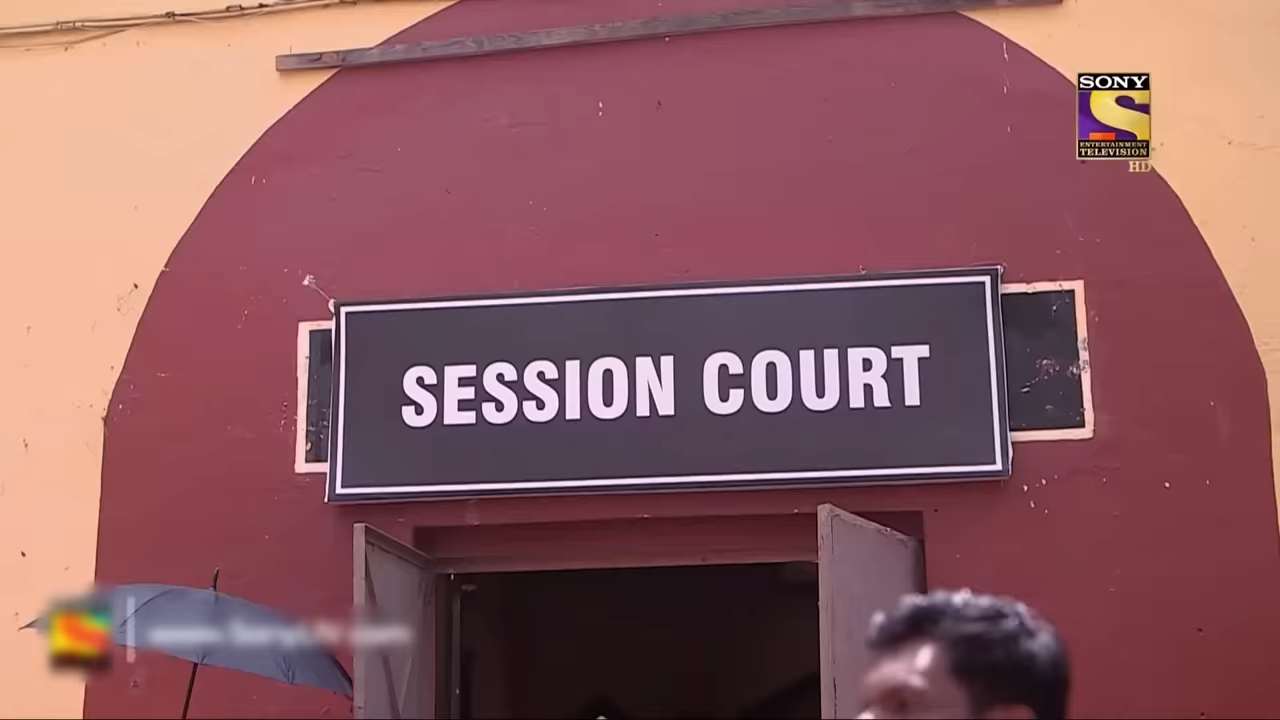 SONY
ENTERTAINMENT
TELEVISION
HD
SESSION COURT